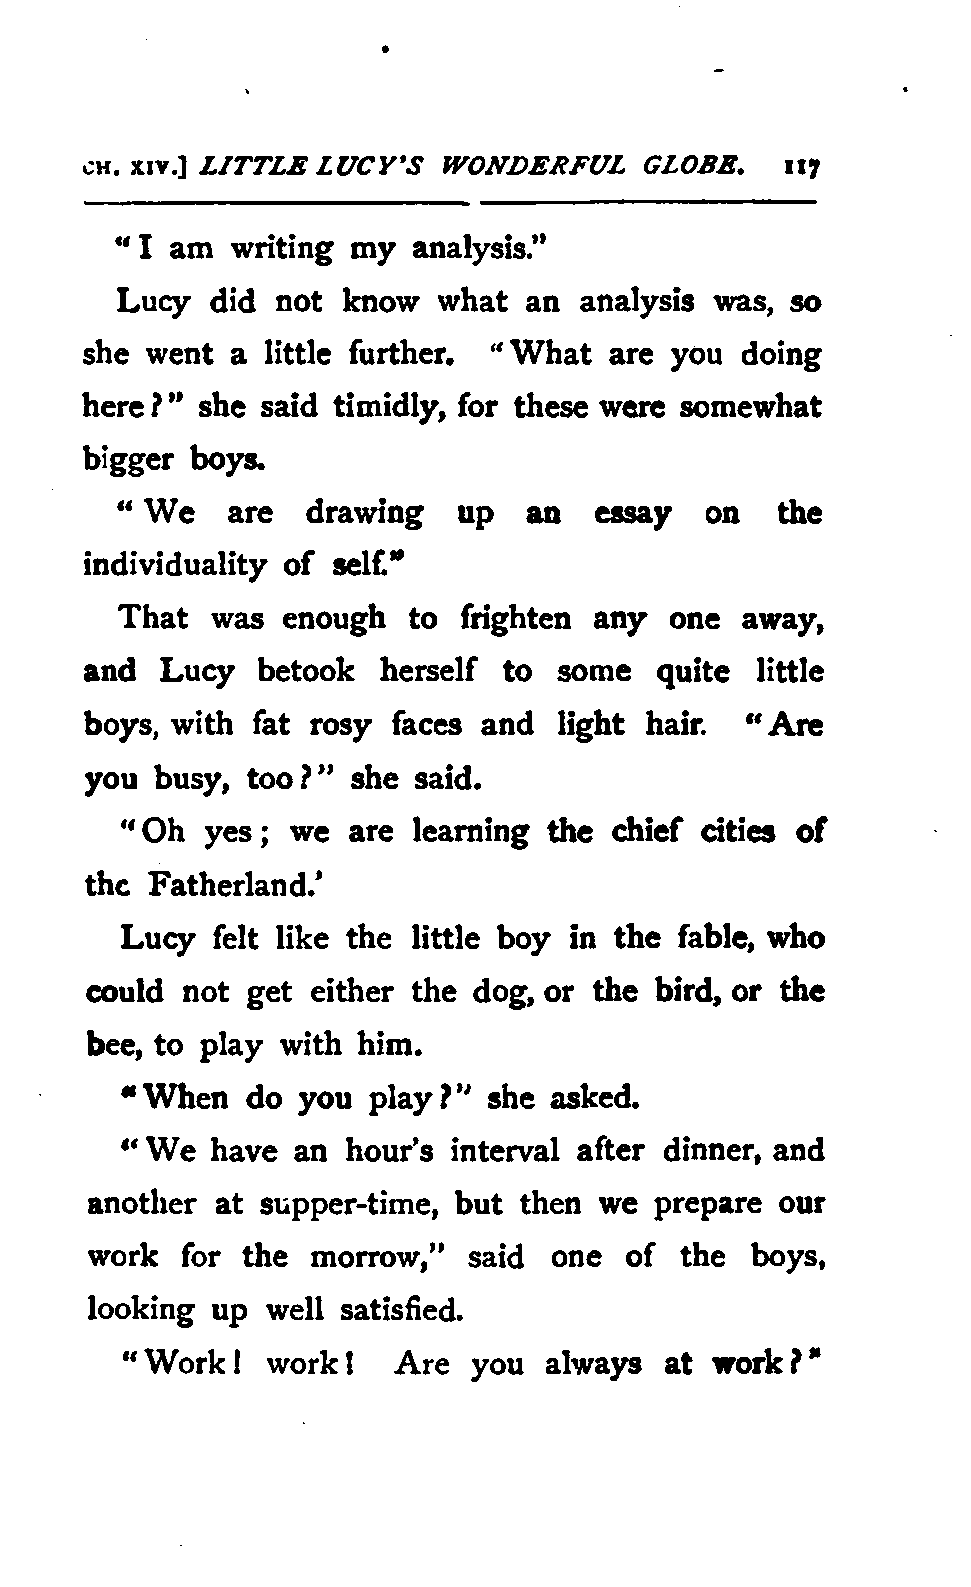 CH. XIV.] LITTLE LUCY'S WONDERFUL GLOBE. 117
"I am writing my analysis."
Lucy did not know what an analysis was, so
she went a little further. "What are you doing
here?" she said timidly, for these were somewhat
bigger boys.
"We are drawing up an essay on the
individuality of self."
That was enough to frighten any one away,
and Lucy betook herself to some quite little
boys, with fat rosy faces and light hair. "Are
you busy, too?" she said.
"Oh yes; we are learning the chief cities of
the Fatherland.'
Lucy felt like the little boy in the fable, who
could not get either the dog, or the bird, or the
bee, to play with him.
"When do you play?" she asked.
"We have an hour's interval after dinner, and
another at supper-time, but then we prepare our
work for the morrow," said one of the boys,
looking up well satisfied.
"Work! work! Are you always at work?"